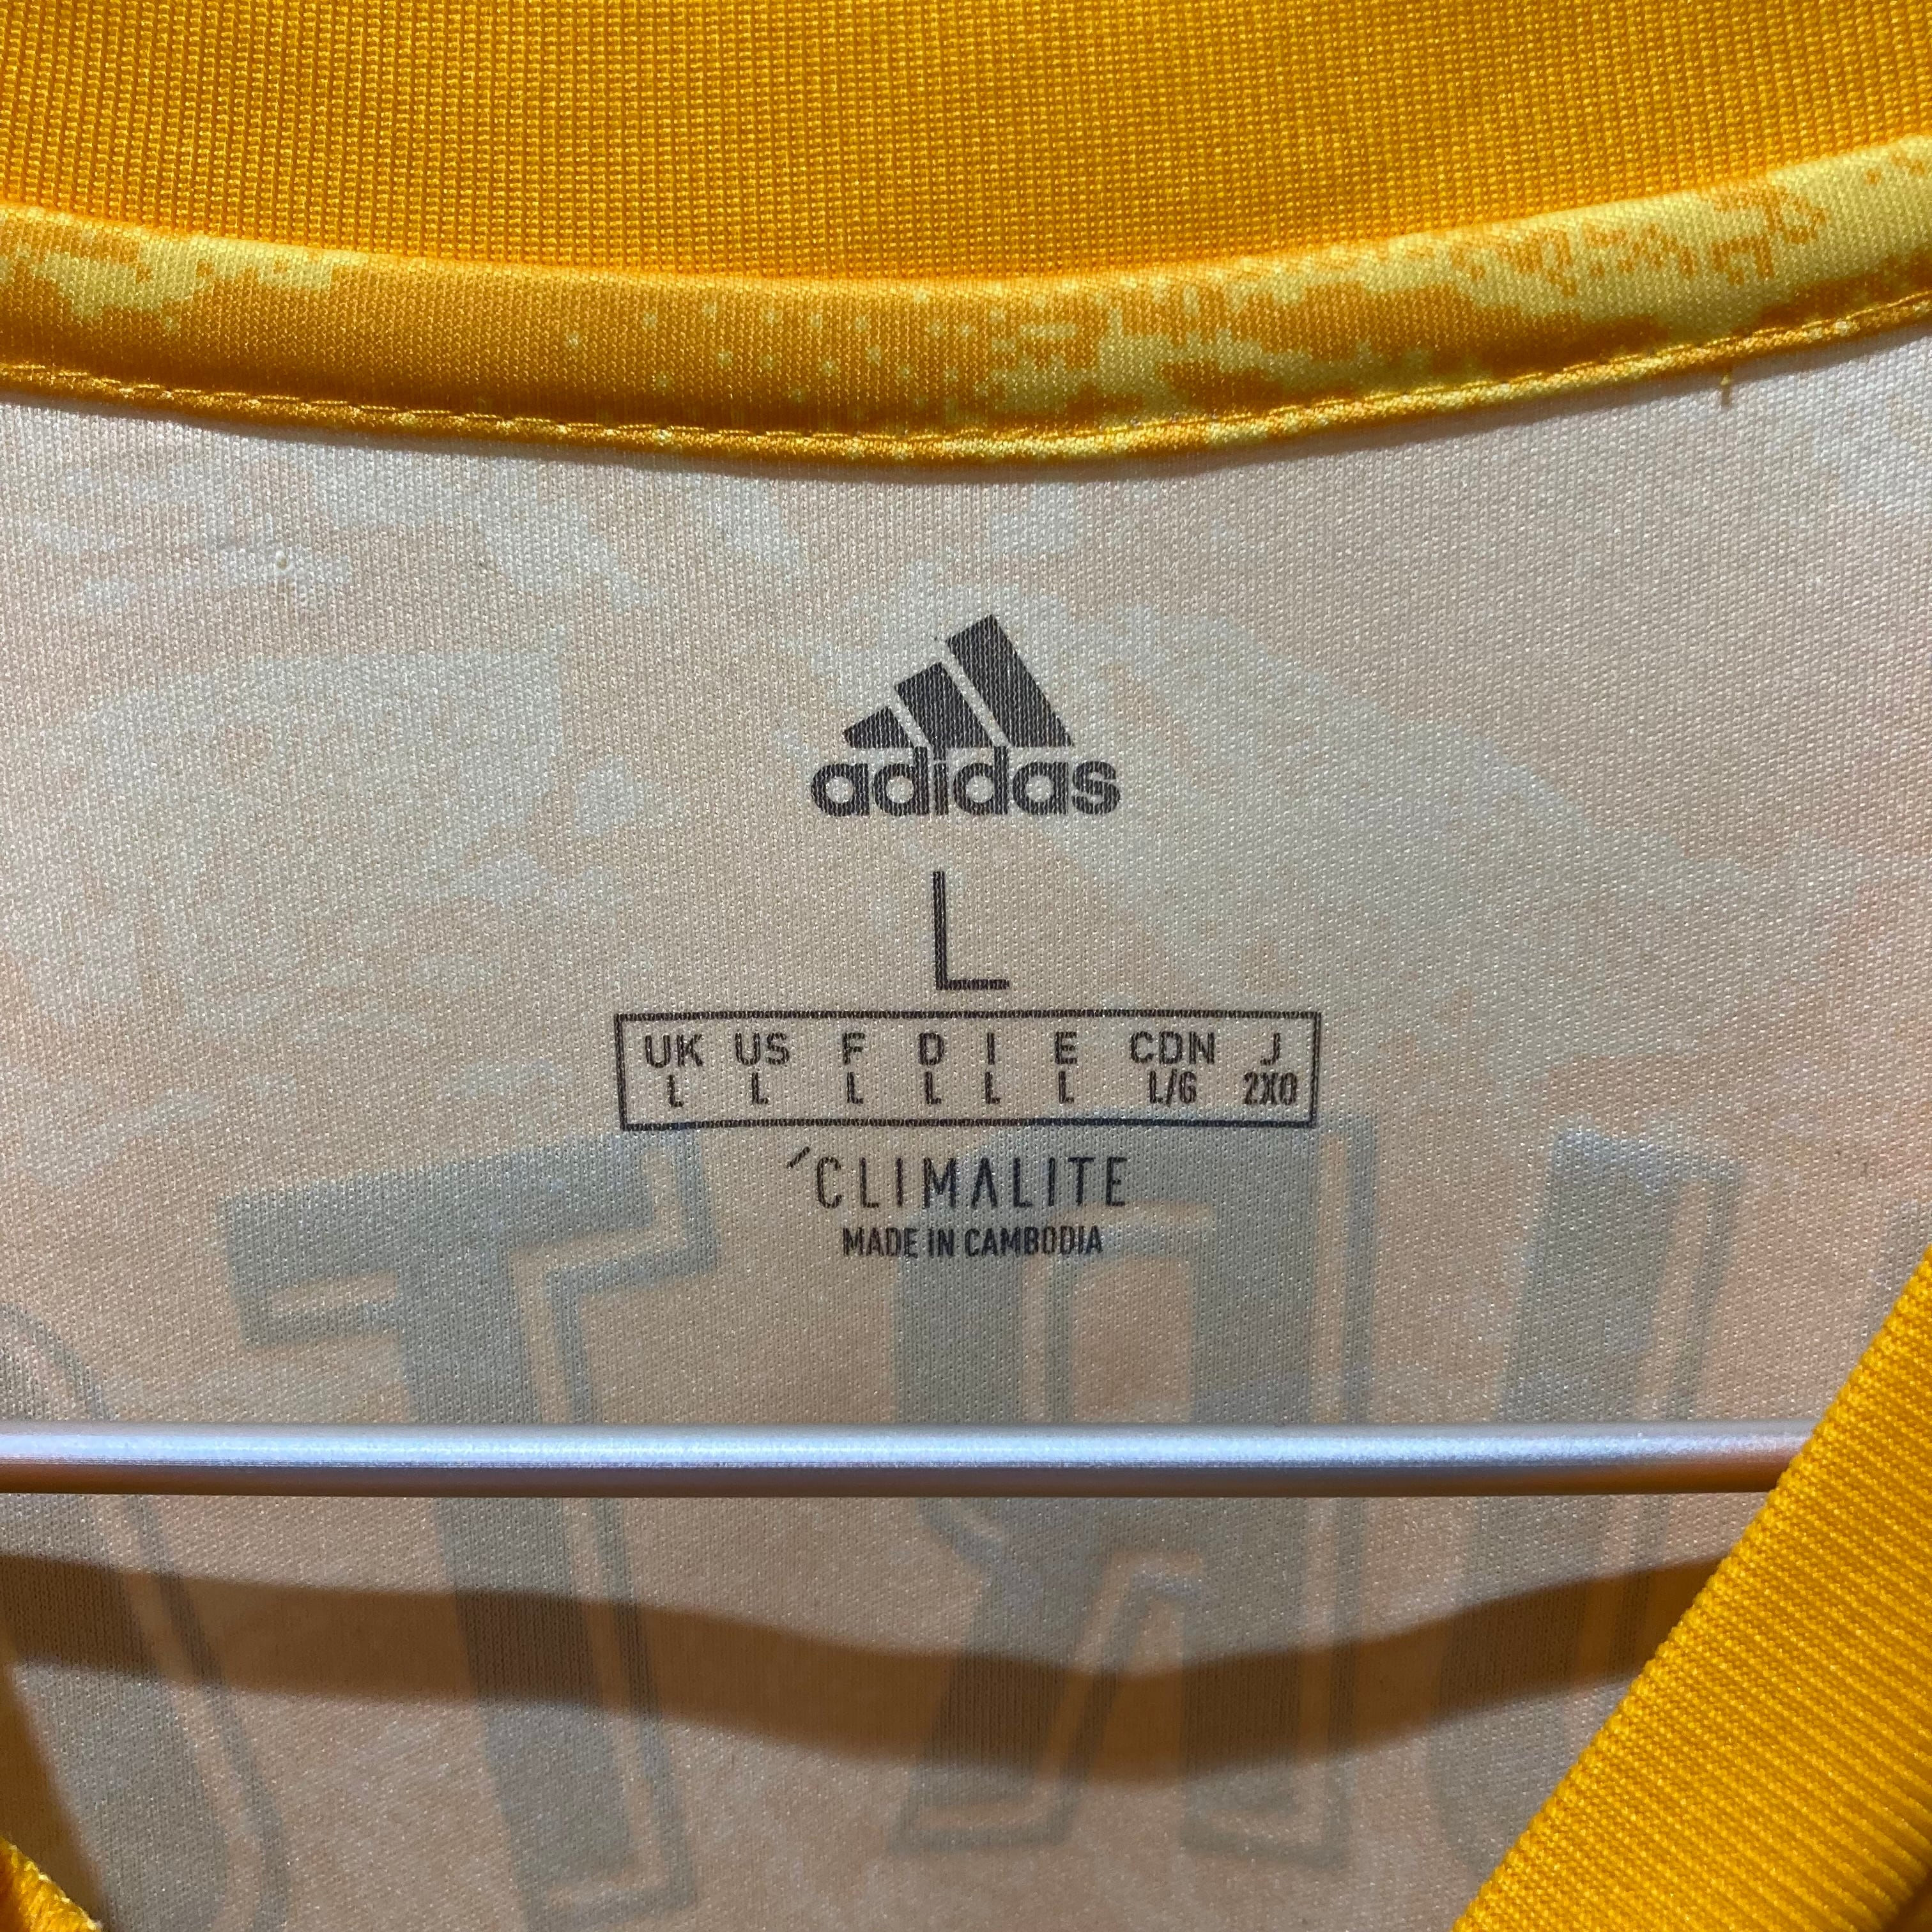 adidas
L
UK US F D I E CDN J
L L L L L L L/G 2XO
CLIMALITE
MADE IN CAMBODIA